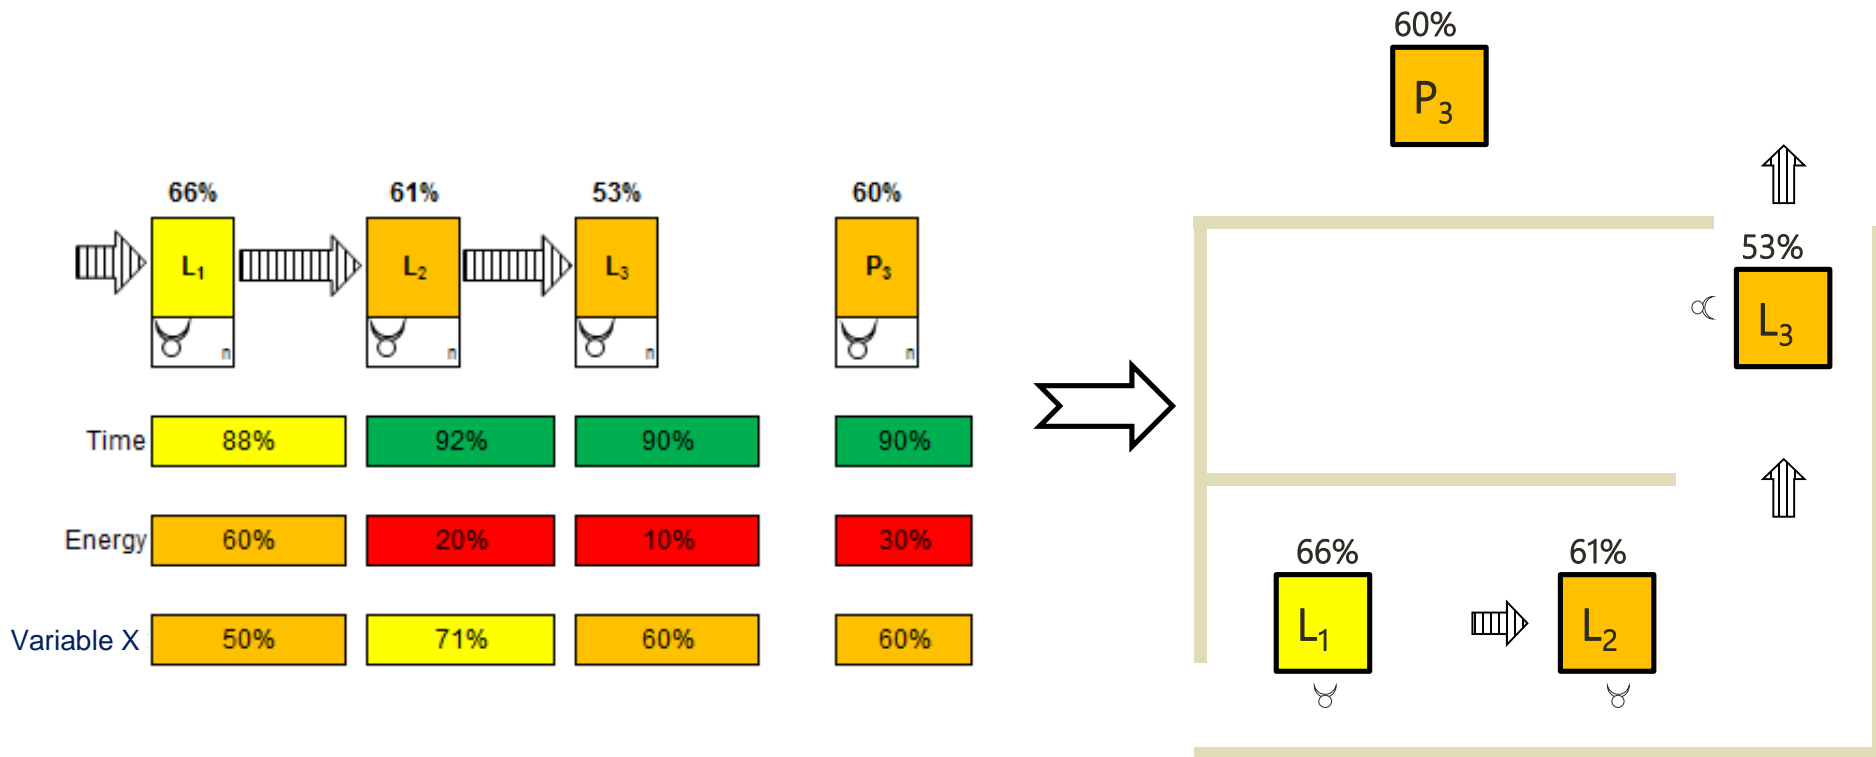 66% 61% 53% 60%
L₁ L₂ L₃ P₃
n n n n
Time 88% 92% 90% 90%
Energy 60% 20% 10% 30%
Variable X 50% 71% 60% 60%
60%
P₃
53%
L₃
66% 61%
L₁ L₂